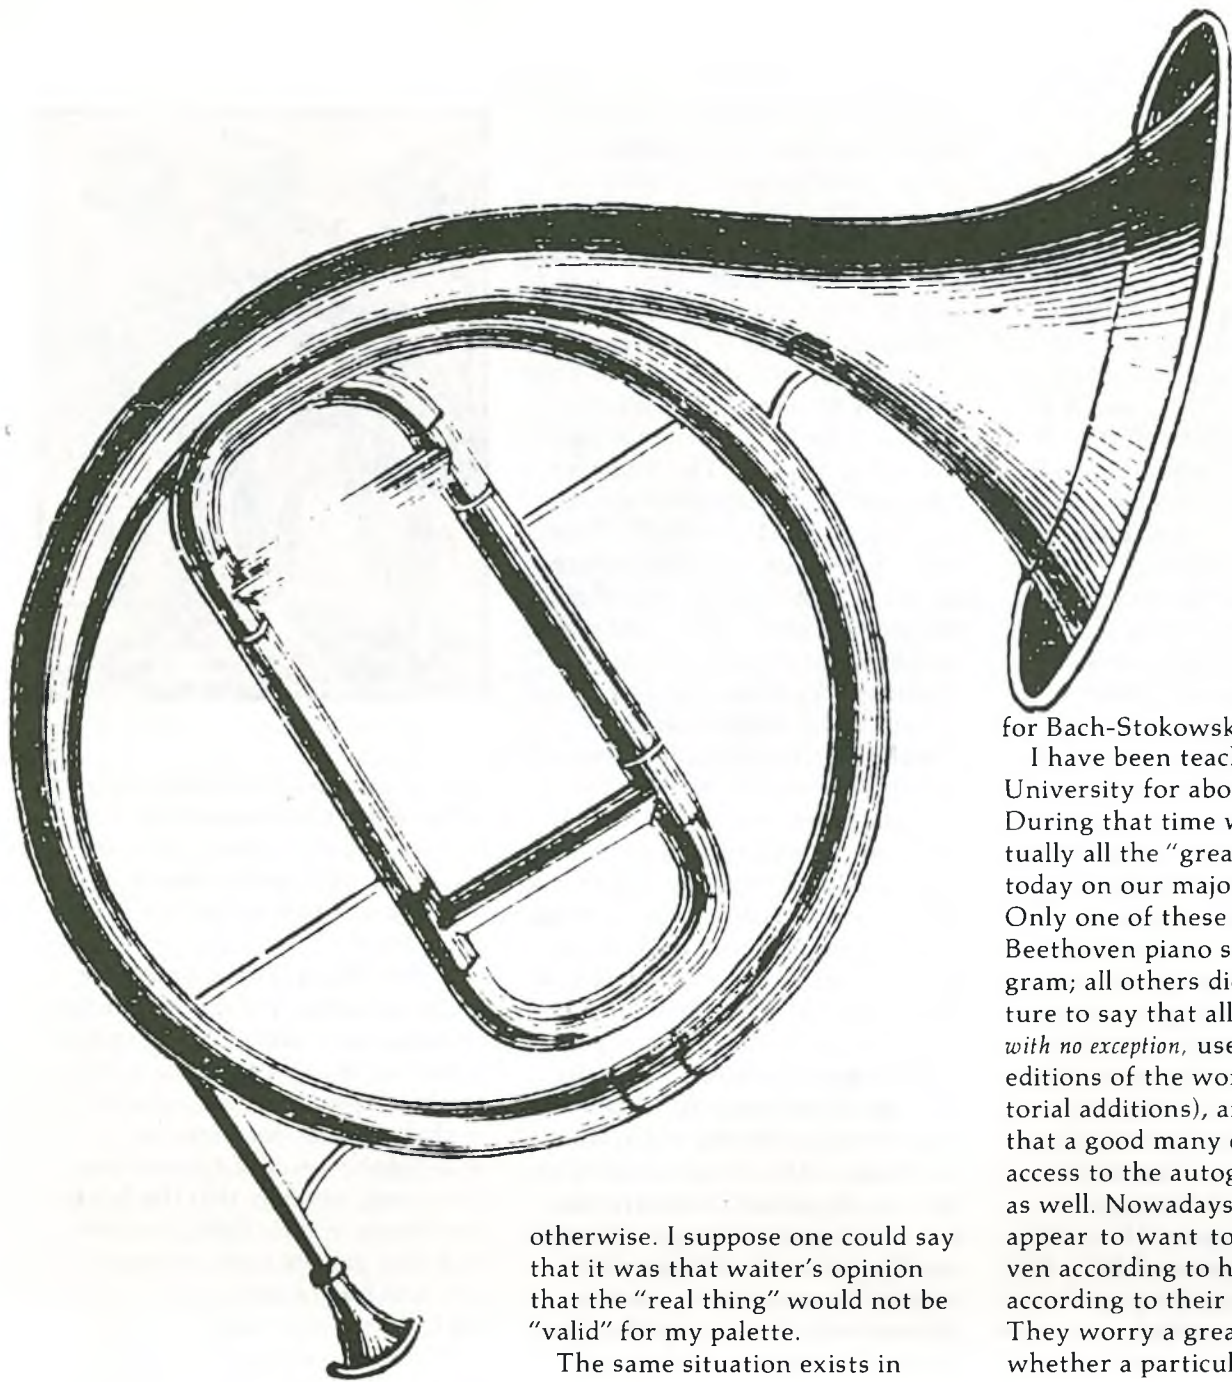 otherwise. I suppose one could say
that it was that waiter's opinion
that the "real thing" would not be
"valid" for my palette.
The same situation exists in
for Bach-Stokowsk
I have been teac
University for abo
During that time w
tually all the "grea
today on our majo
Only one of these
Beethoven piano s
gram; all others di
ture to say that all
with no exception, use
editions of the wor
torial additions), a
that a good many
access to the autog
as well. Nowadays
appear to want to
ven according to h
according to their
They worry a grea
whether a particul